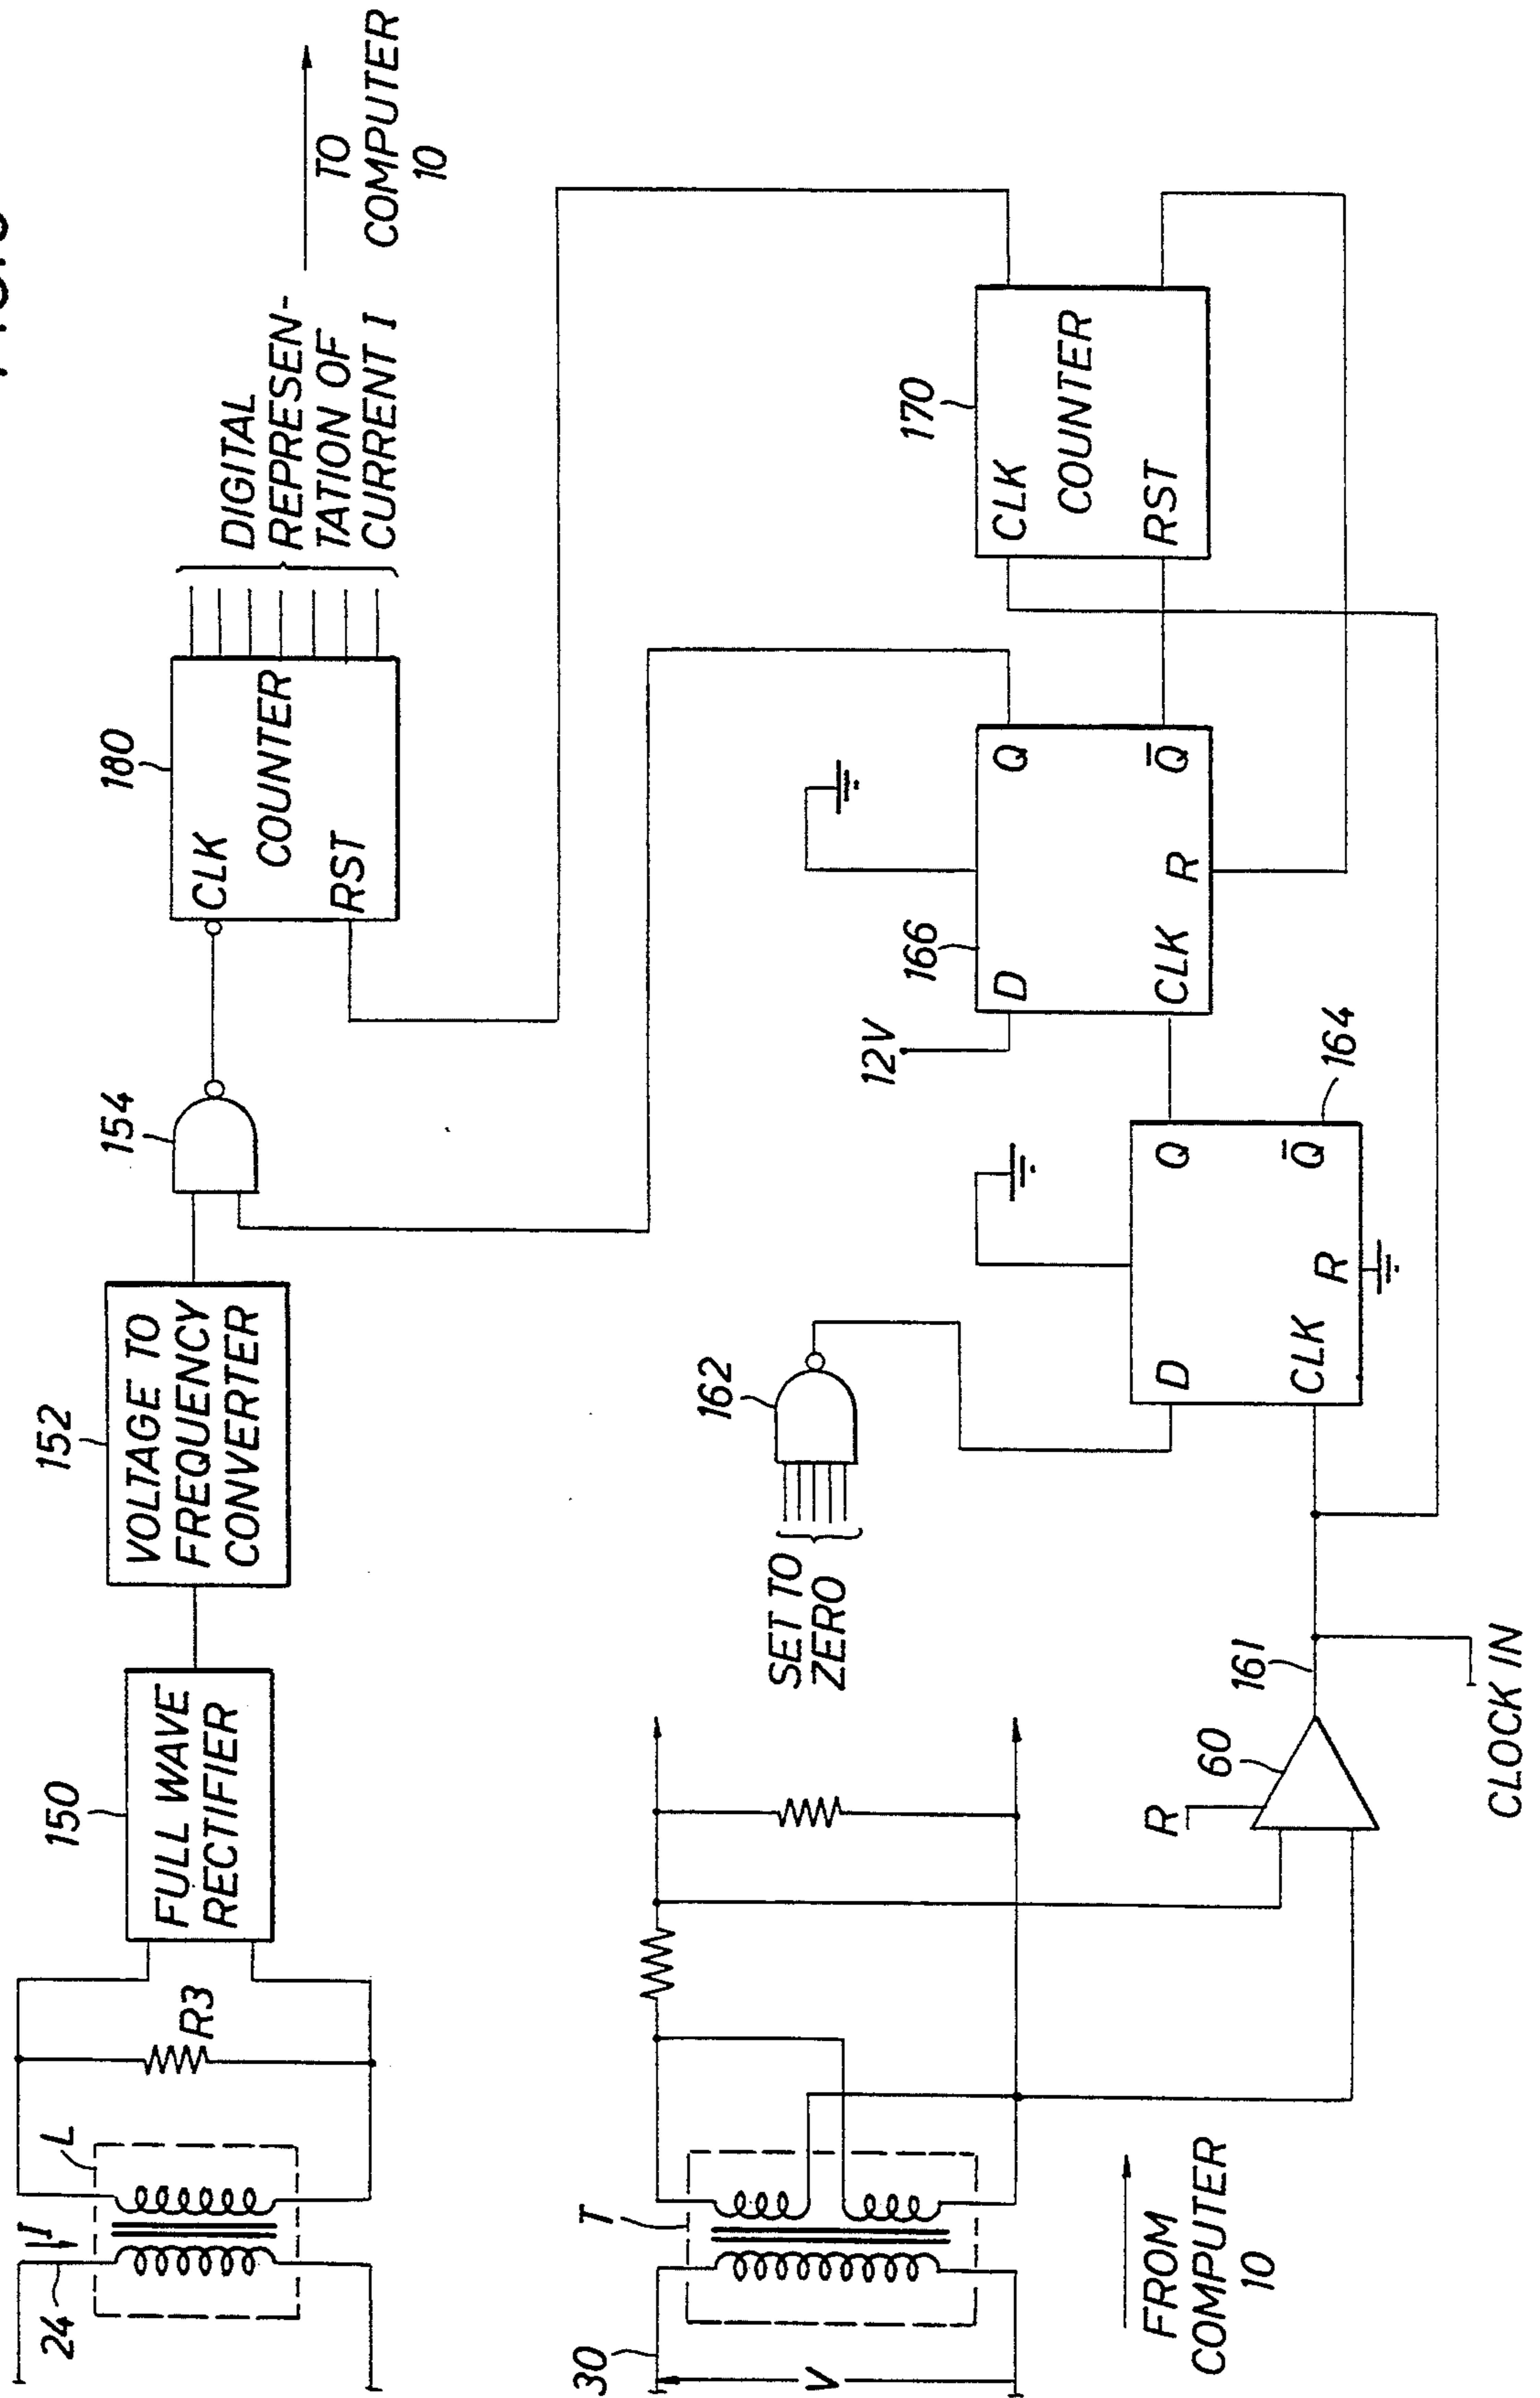 DIGITAL
REPRESEN-
TATION OF
CURRENT I
TO
COMPUTER
10
180
CLK
COUNTER
RST
154
152
VOLTAGE TO
FREQUENCY
CONVERTER
150
FULL WAVE
RECTIFIER
R3
L
I
24
170
CLK
COUNTER
RST
166
D
Q
CLK
R
Q̅
12V
164
D
Q
CLK
R
Q̅
162
SET TO
ZERO
161
60
R
CLOCK IN
T
30
V
FROM
COMPUTER
10